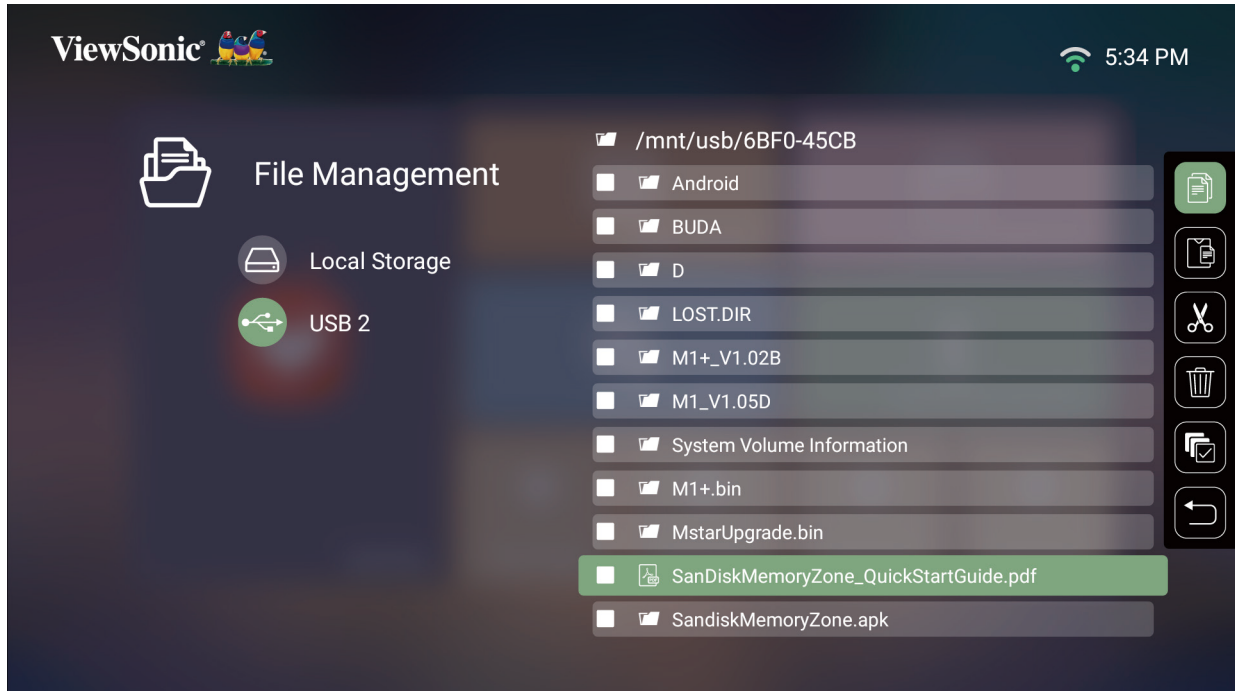 ViewSonic
5:34 PM
File Management
Local Storage
USB 2
/mnt/usb/6BF0-45CB
Android
BUDA
D
LOST.DIR
M1+_V1.02B
M1_V1.05D
System Volume Information
M1+.bin
MstarUpgrade.bin
SanDiskMemoryZone_QuickStartGuide.pdf
SandiskMemoryZone.apk